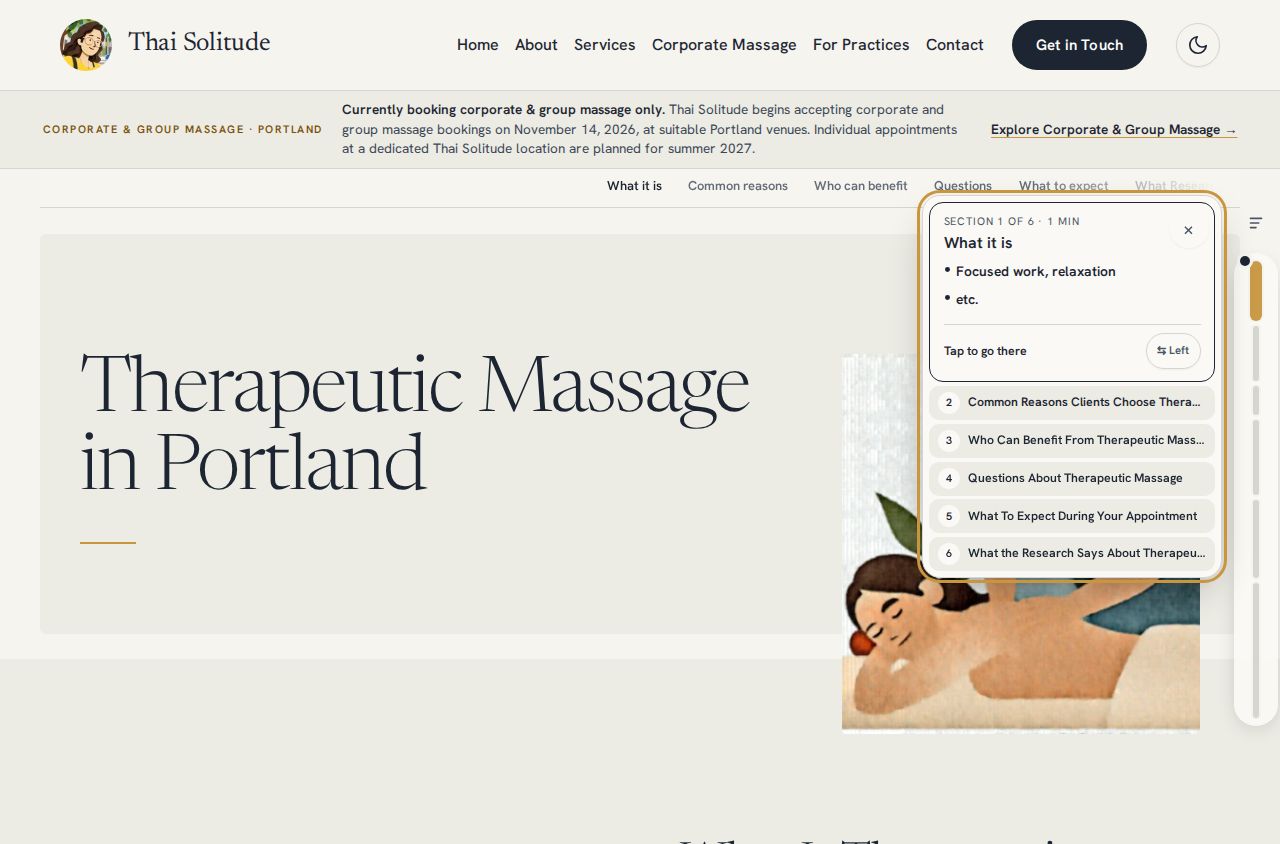 Thai Solitude
Home About Services Corporate Massage For Practices Contact Get in Touch
CORPORATE & GROUP MASSAGE · PORTLAND
Currently booking corporate & group massage only. Thai Solitude begins accepting corporate and
group massage bookings on November 14, 2026, at suitable Portland venues. Individual appointments
at a dedicated Thai Solitude location are planned for summer 2027.
Explore Corporate & Group Massage →
What it is Common reasons Who can benefit Questions What to expect What Resea
SECTION 1 OF 6 · 1 MIN
What it is
• Focused work, relaxation
• etc.
Tap to go there
⇆ Left
2 Common Reasons Clients Choose Thera...
3 Who Can Benefit From Therapeutic Mass...
4 Questions About Therapeutic Massage
5 What To Expect During Your Appointment
6 What the Research Says About Therapeu...
Therapeutic Massage
in Portland